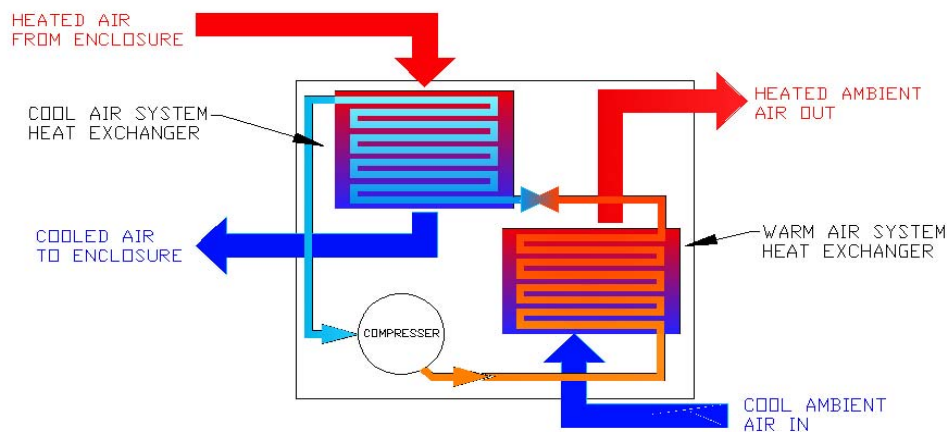 HEATED AIR
FROM ENCLOSURE
COOL AIR SYSTEM
HEAT EXCHANGER
HEATED AMBIENT
AIR OUT
COOLED AIR
TO ENCLOSURE
WARM AIR SYSTEM
HEAT EXCHANGER
COMPRESSER
COOL AMBIENT
AIR IN